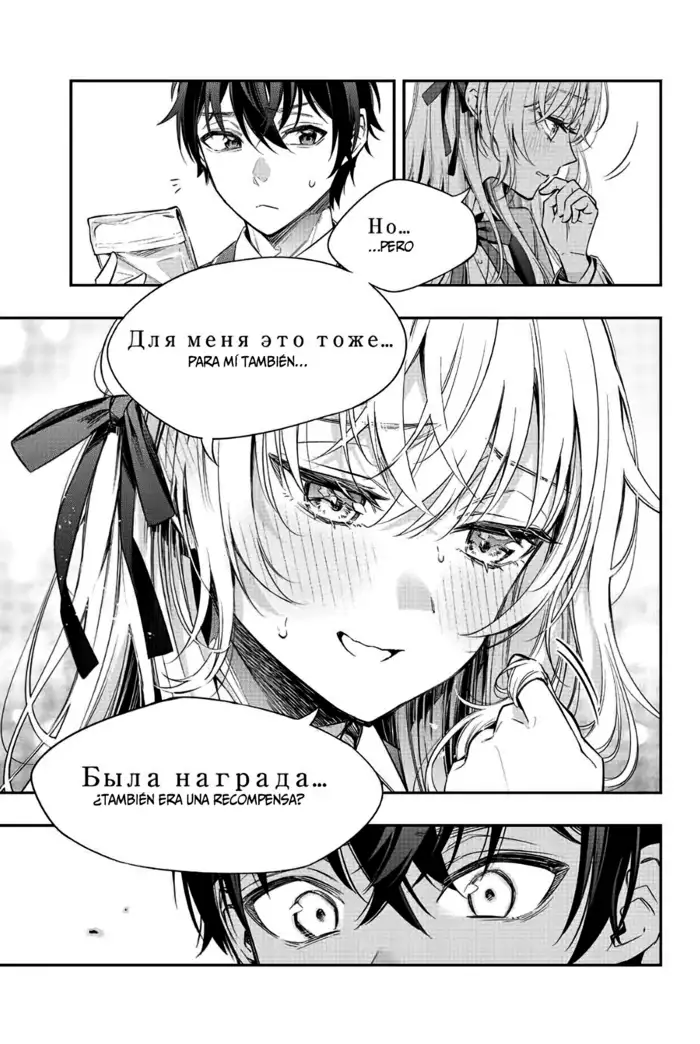 Но...
...PERO
Для меня это тоже...
PARA MÍ TAMBIÉN...
Была награда...
¿TAMBIÉN ERA UNA RECOMPENSA?